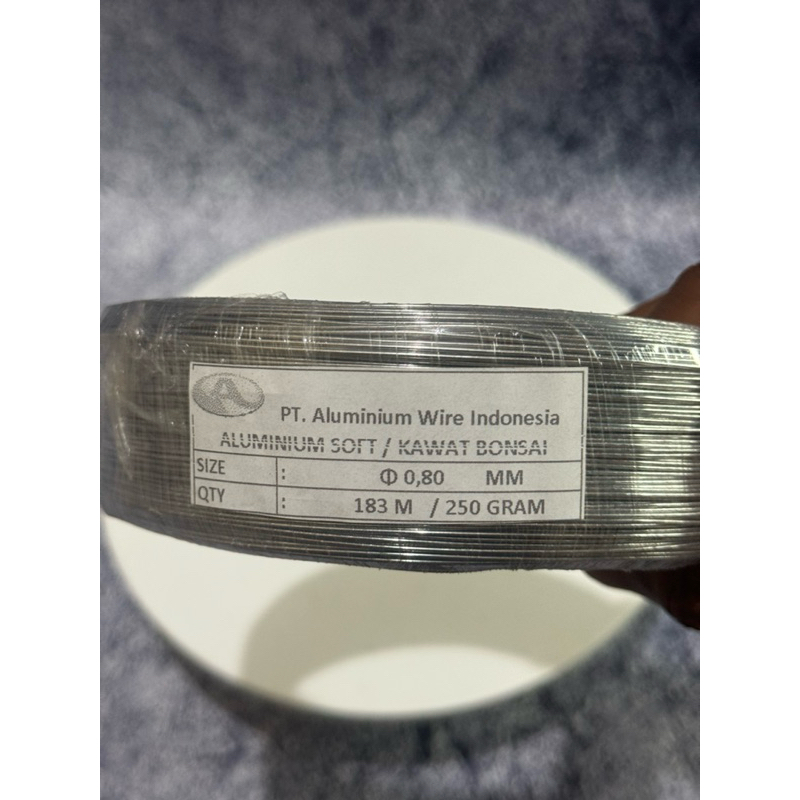 A
PT. Aluminium Wire Indonesia
ALUMINIUM SOFT / KAWAT BONSAI
SIZE : Φ 0,80 MM
QTY : 183 M / 250 GRAM